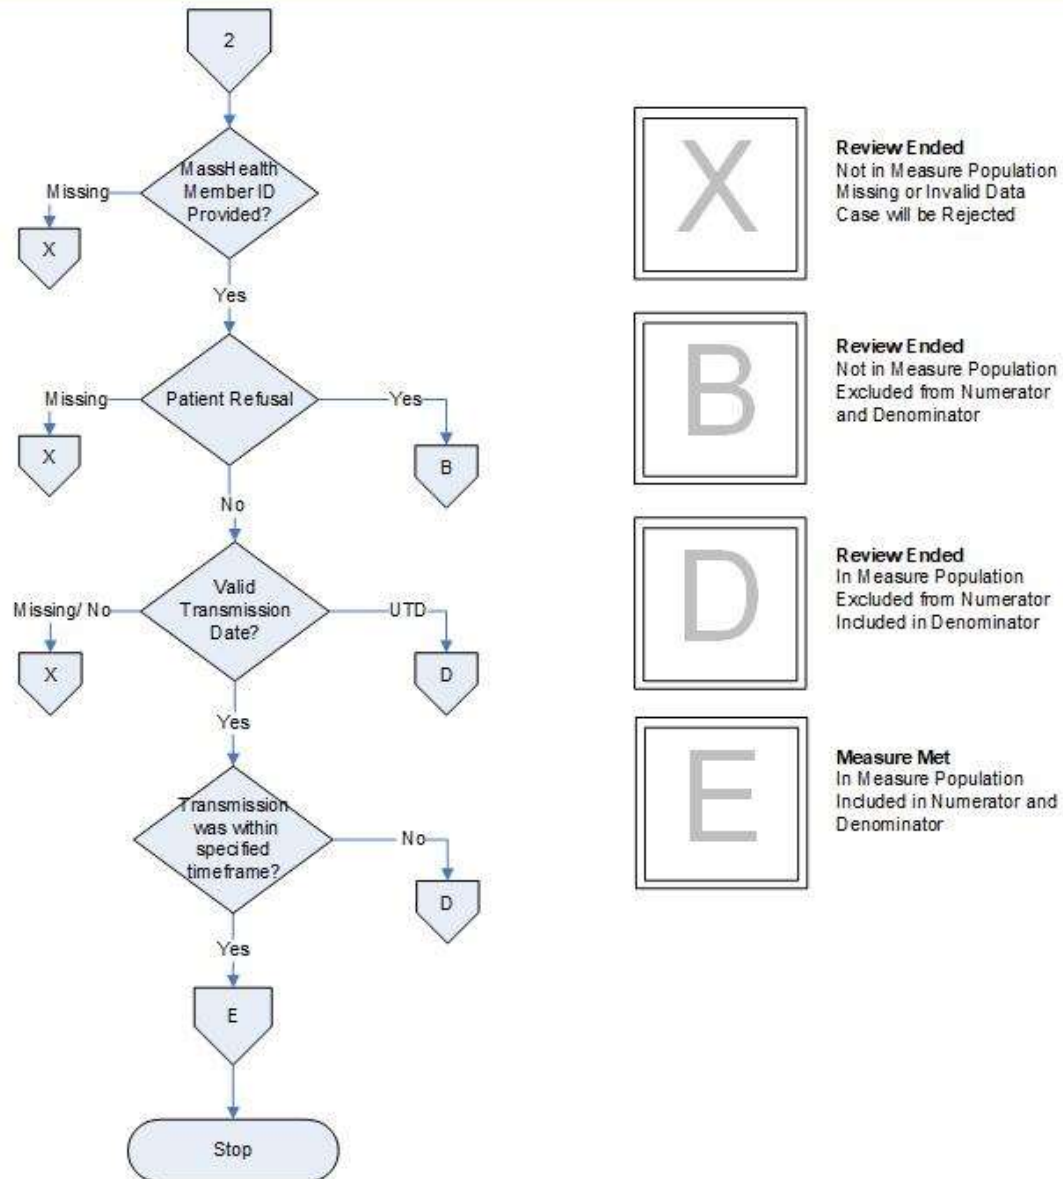 2
MassHealth
Member ID
Provided?
Missing
X
Yes
Patient Refusal
Missing
Yes
X
B
No
Valid
Transmission
Date?
Missing/ No
UTD
X
D
Yes
Transmission
was within
specified
timeframe?
No
D
Yes
E
Stop
X
Review Ended
Not in Measure Population
Missing or Invalid Data
Case will be Rejected
B
Review Ended
Not in Measure Population
Excluded from Numerator
and Denominator
D
Review Ended
In Measure Population
Excluded from Numerator
Included in Denominator
E
Measure Met
In Measure Population
Included in Numerator and
Denominator